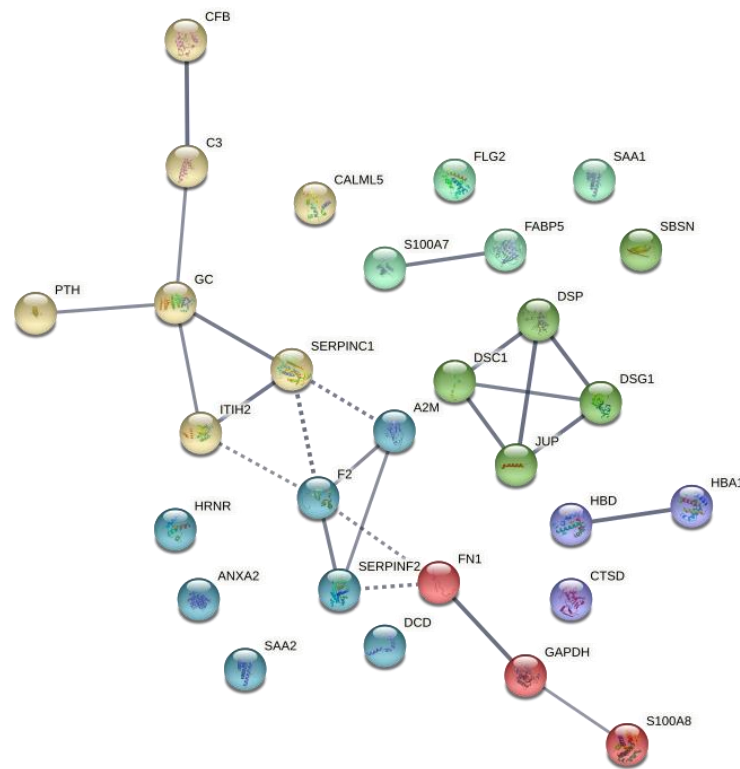 CFB
C3
CALML5
FLG2
SAA1
S100A7
FABP5
SBSN
PTH
GC
DSP
SERPINC1
DSC1
DSG1
ITIH2
A2M
JUP
F2
HRNR
HBD
HBA1
ANXA2
SERPINF2
FN1
CTSD
SAA2
DCD
GAPDH
S100A8